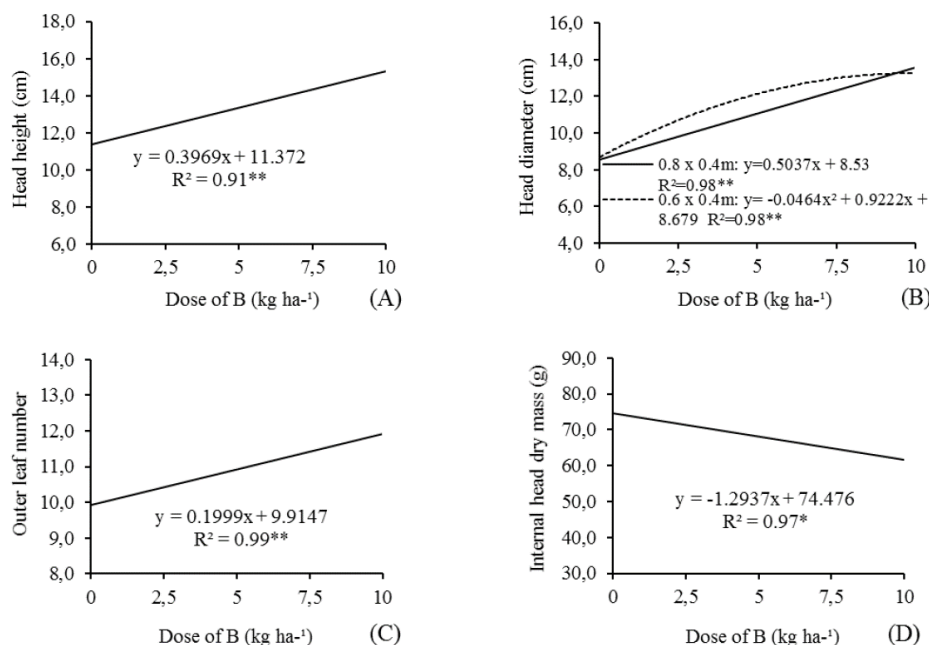 18,0
16,0
14,0
12,0
10,0
8,0
6,0
Head height (cm)
y = 0.3969x + 11.372
R² = 0.91**
0 2,5 5 7,5 10
Dose of B (kg ha-¹) (A)
16,0
14,0
12,0
10,0
8,0
6,0
4,0
Head diameter (cm)
0.8 x 0.4m: y=0.5037x + 8.53
R²=0.98**
0.6 x 0.4m: y= -0.0464x² + 0.9222x +
8.679 R²=0.98**
0 2,5 5 7,5 10
Dose of B (kg ha-¹) (B)
14,0
13,0
12,0
11,0
10,0
9,0
8,0
Outer leaf number
y = 0.1999x + 9.9147
R² = 0.99**
0 2,5 5 7,5 10
Dose of B (kg ha-¹) (C)
90,0
80,0
70,0
60,0
50,0
40,0
30,0
Internal head dry mass (g)
y = -1.2937x + 74.476
R² = 0.97*
0 2,5 5 7,5 10
Dose of B (kg ha-¹) (D)